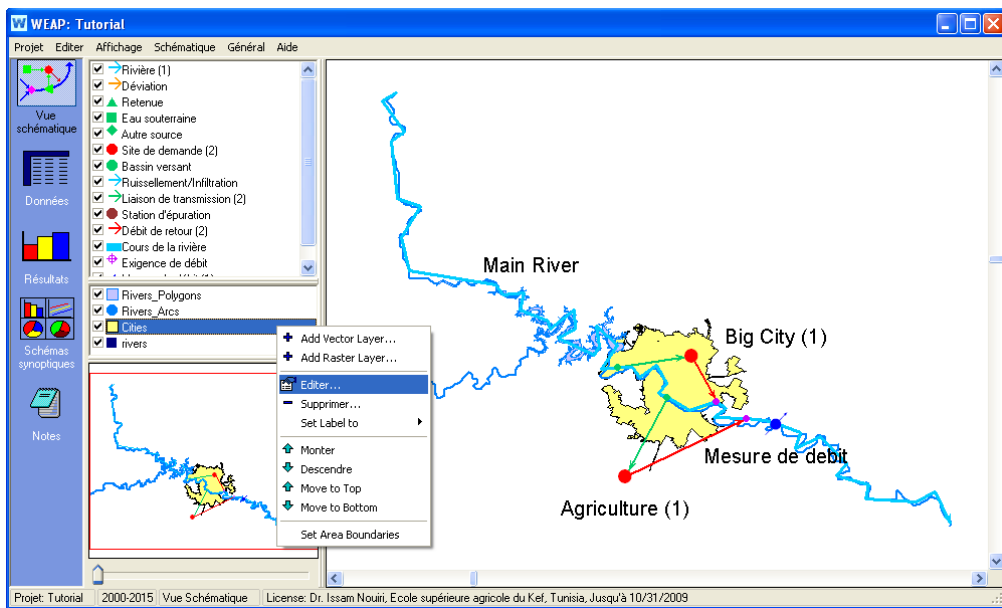 WEAP: Tutorial
Projet Editer Affichage Schématique Général Aide
Vue schématique
Données
Résultats
Schémas synoptiques
Notes
Rivière (1)
Déviation
Retenue
Eau souterraine
Autre source
Site de demande (2)
Bassin versant
Ruissellement/Infiltration
Liaison de transmission (2)
Station d'épuration
Débit de retour (2)
Cours de la rivière
Exigence de débit
Rivers_Polygons
Rivers_Arcs
Cities
rivers
Add Vector Layer...
Add Raster Layer...
Editer...
Supprimer...
Set Label to
Monter
Descendre
Move to Top
Move to Bottom
Set Area Boundaries
Main River
Big City (1)
Mesure de debit
Agriculture (1)
Projet: Tutorial 2000-2015 Vue Schématique License: Dr. Issam Nouiri, Ecole supérieure agricole du Kef, Tunisia, Jusqu'à 10/31/2009